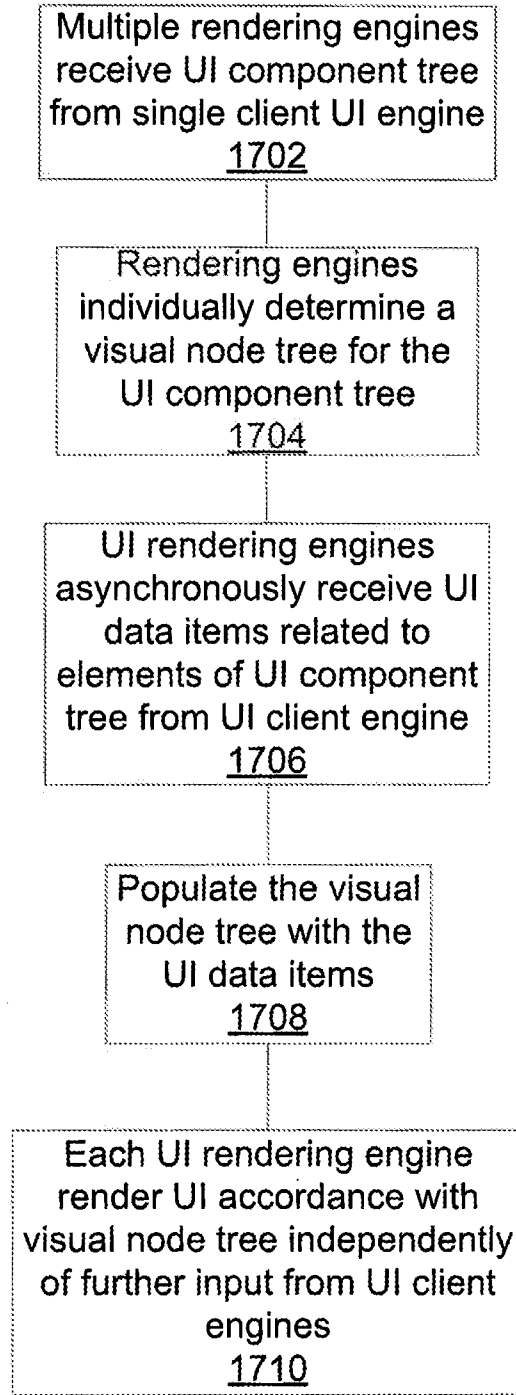 Multiple rendering engines
receive UI component tree
from single client UI engine
1702
Rendering engines
individually determine a
visual node tree for the
UI component tree
1704
UI rendering engines
asynchronously receive UI
data items related to
elements of UI component
tree from UI client engine
1706
Populate the visual
node tree with the
UI data items
1708
Each UI rendering engine
render UI accordance with
visual node tree independently
of further input from UI client
engines
1710